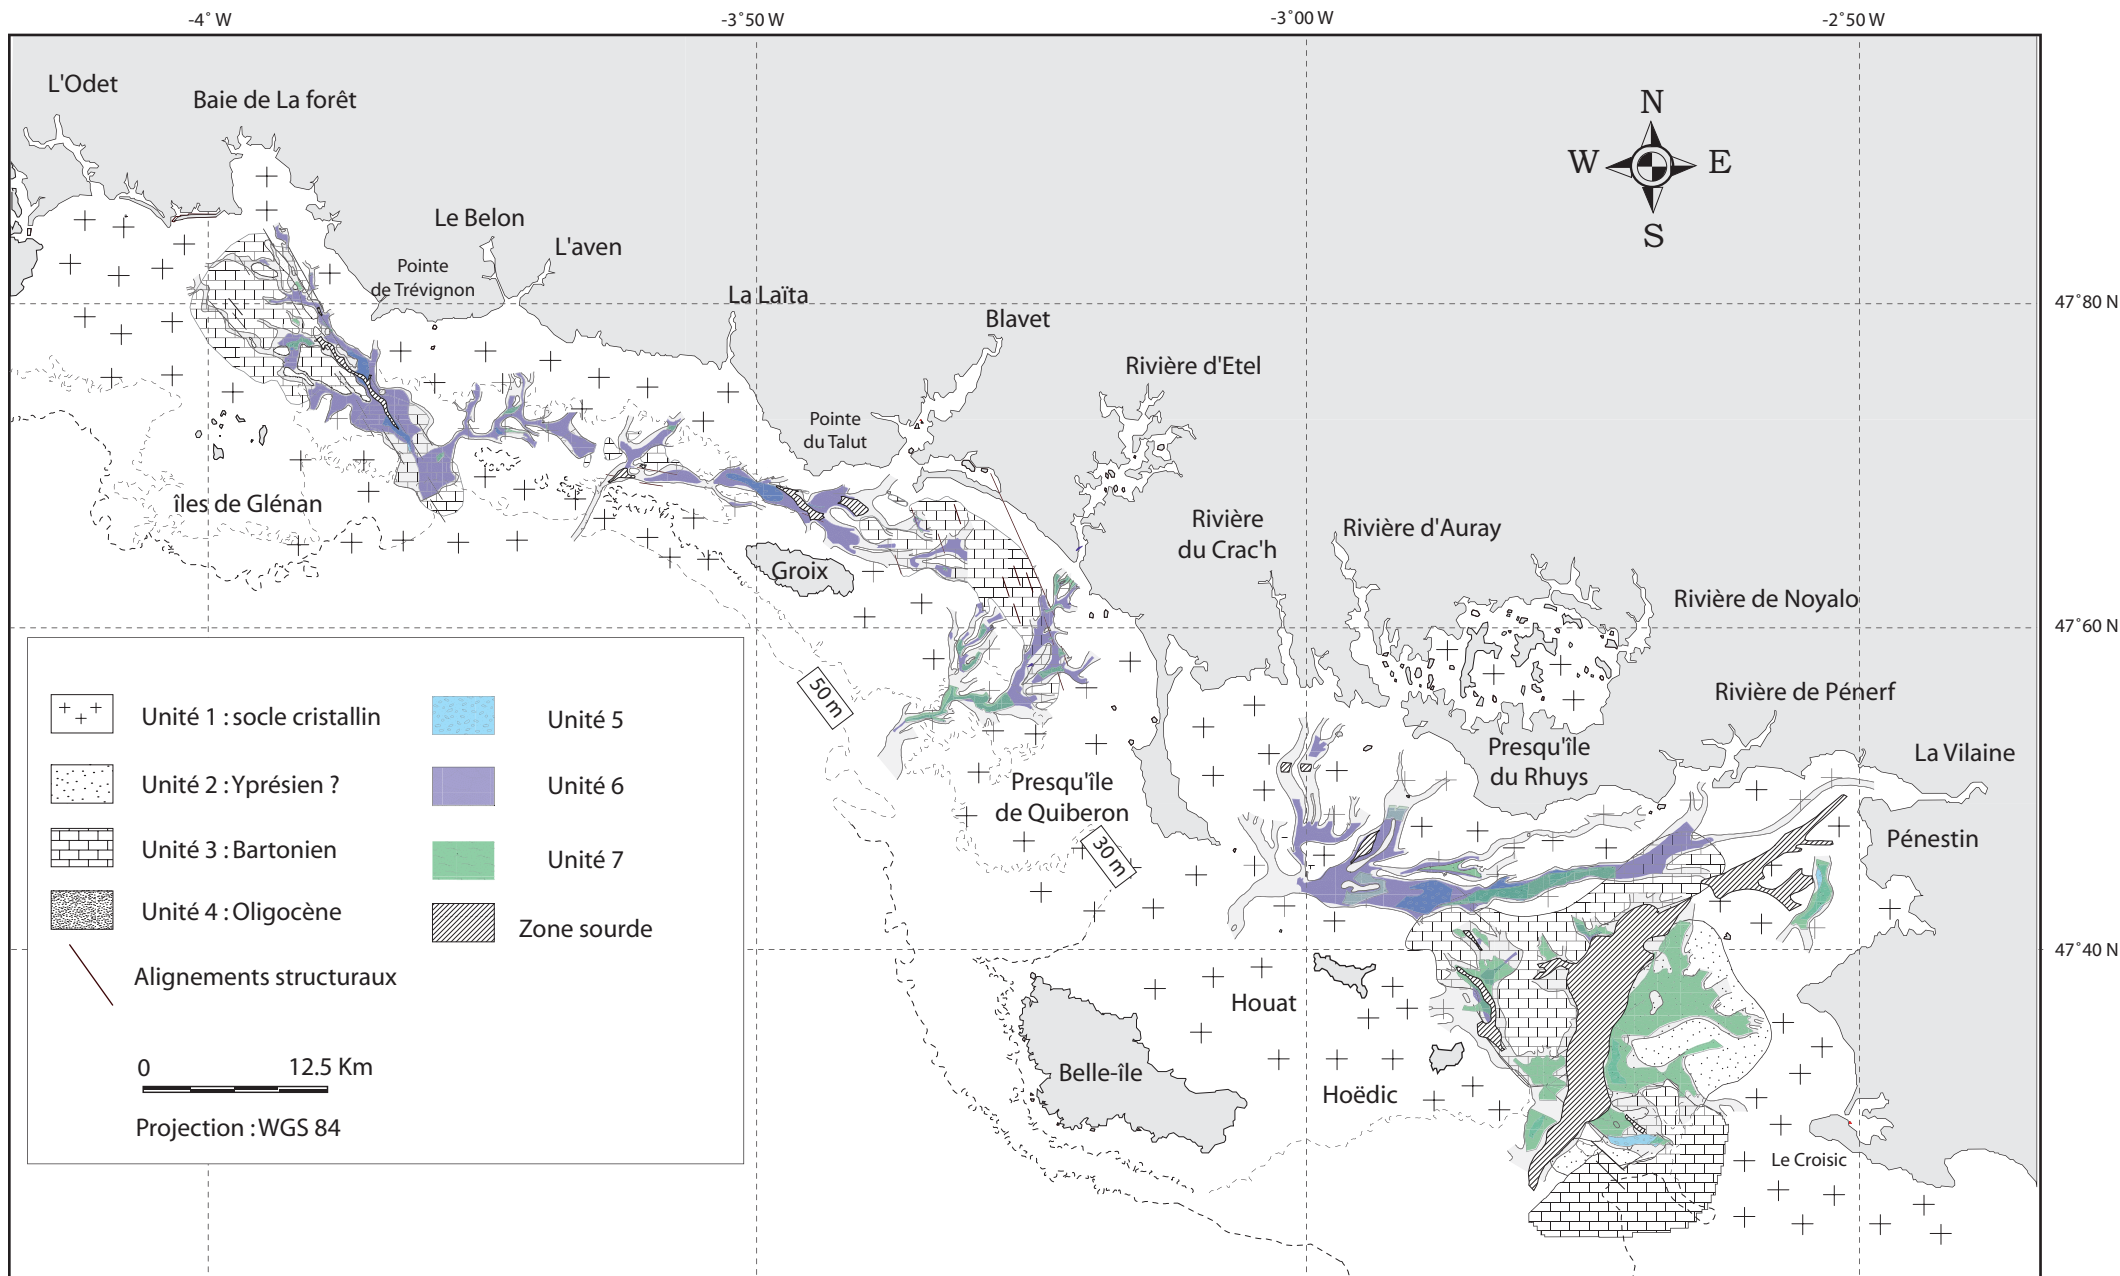 -4° W
-3°50 W
-3°00 W
-2°50 W
L'Odet
Baie de La forêt
N
W
E
S
Le Belon
L'aven
Pointe
de Trévignon
La Laïta
47°80 N
Blavet
Rivière d'Etel
Pointe
du Talut
îles de Glénan
Rivière
du Crac'h
Rivière d'Auray
Groix
Rivière de Noyalo
47°60 N
50 m
Rivière de Pénerf
Presqu'île
du Rhuys
La Vilaine
Presqu'île
de Quiberon
30 m
Pénestin
47°40 N
Houat
Belle-île
Hoëdic
Le Croisic
Unité 1 : socle cristallin
Unité 2 : Yprésien ?
Unité 3 : Bartonien
Unité 4 : Oligocène
Alignements structuraux
Unité 5
Unité 6
Unité 7
Zone sourde
0
12.5 Km
Projection : WGS 84